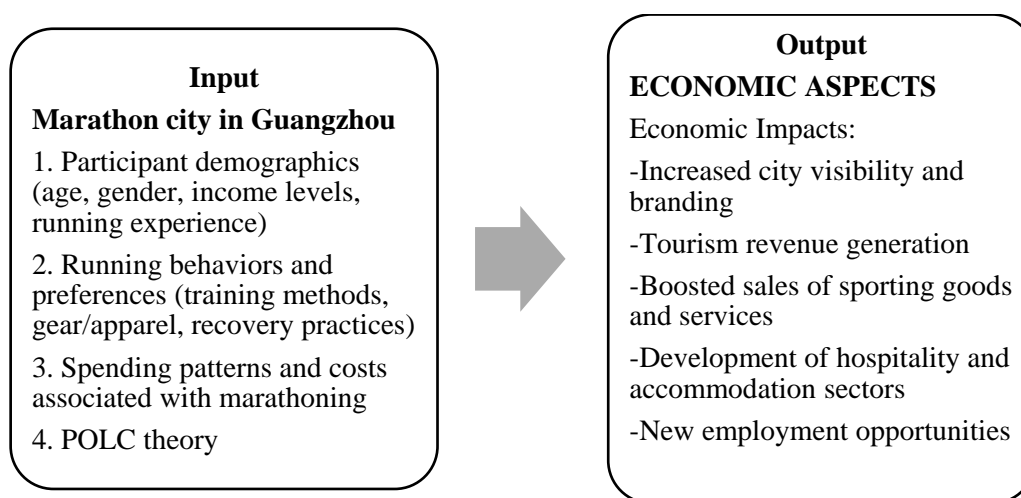 Input
Marathon city in Guangzhou
1. Participant demographics
(age, gender, income levels,
running experience)
2. Running behaviors and
preferences (training methods,
gear/apparel, recovery practices)
3. Spending patterns and costs
associated with marathoning
4. POLC theory
Output
ECONOMIC ASPECTS
Economic Impacts:
-Increased city visibility and
branding
-Tourism revenue generation
-Boosted sales of sporting goods
and services
-Development of hospitality and
accommodation sectors
-New employment opportunities